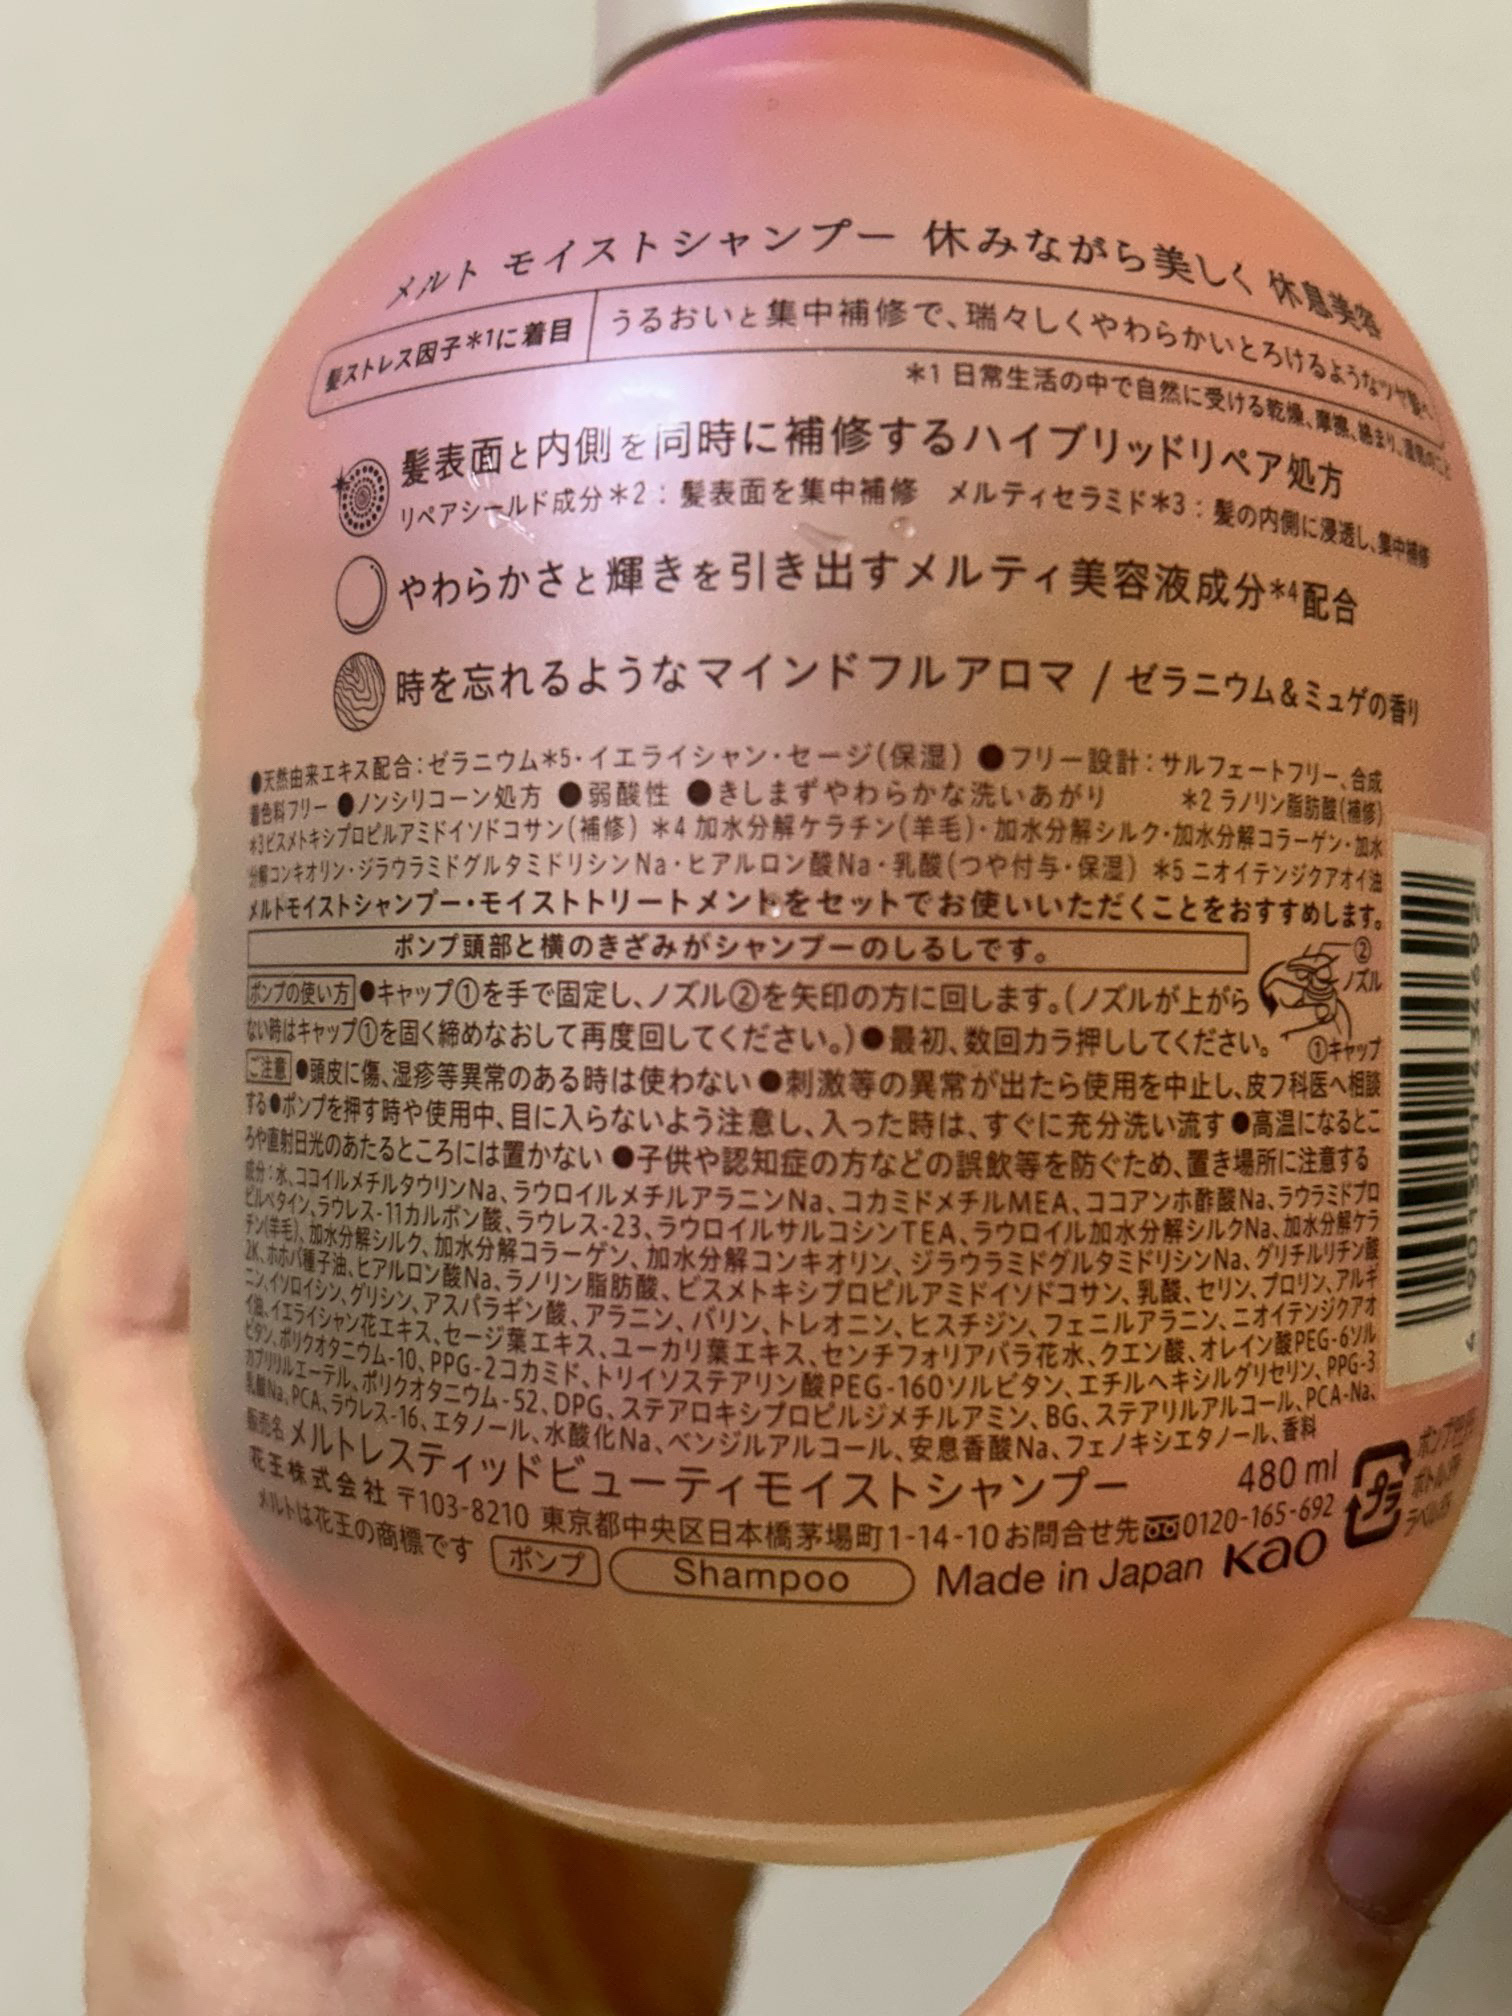 メルト モイストシャンプー 休みながら美しく 休息美容
髪ストレス因子*1に着目 うるおいと集中補修で、瑞々しくやわらかいとろけるようなツヤ髪へ
*1 日常生活の中で自然に受ける乾燥、摩擦、絡まり、湿気のこと
髪表面と内側を同時に補修するハイブリッドリペア処方
リペアシールド成分*2：髪表面を集中補修 メルティセラミド*3：髪の内側に浸透し、集中補修
やわらかさと輝きを引き出すメルティ美容液成分*4配合
時を忘れるようなマインドフルアロマ / ゼラニウム&ミュゲの香り
●天然由来エキス配合：ゼラニウム*5・イエライシャン・セージ(保湿) ●フリー設計：サルフェートフリー、合成
着色料フリー ●ノンシリコーン処方 ●弱酸性 ●きしまずやわらかな洗いあがり *2 ラノリン脂肪酸(補修)
*3ビスメトキシプロピルアミドイソドコサン(補修) *4 加水分解ケラチン(羊毛)・加水分解シルク・加水分解コラーゲン・加水
分解コンキオリン・ジラウラミドグルタミドリシンNa・ヒアルロン酸Na・乳酸(つや付与・保湿) *5 ニオイテンジクアオイ油
メルトモイストシャンプー・モイストトリートメントをセットでお使いいただくことをおすすめします。
ポンプ頭部と横のきざみがシャンプーのしるしです。
②
ノズル
ポンプの使い方 ●キャップ①を手で固定し、ノズル②を矢印の方に回します。(ノズルが上がら
ない時はキャップ①を固く締めなおして再度回してください。)●最初、数回カラ押ししてください。
①キャップ
ご注意 ●頭皮に傷、湿疹等異常のある時は使わない ●刺激等の異常が出たら使用を中止し、皮フ科医へ相談
する●ポンプを押す時や使用中、目に入らないよう注意し、入った時は、すぐに充分洗い流す ●高温になるとこ
ろや直射日光のあたるところには置かない ●子供や認知症の方などの誤飲等を防ぐため、置き場所に注意する
成分：水、ココイルメチルタウリンNa、ラウロイルメチルアラニンNa、コカミドメチルMEA、ココアンホ酢酸Na、ラウラミドプロ
ピルベタイン、ラウレス-11カルボン酸、ラウレス-23、ラウロイルサルコシンTEA、ラウロイル加水分解シルクNa、加水分解ケラ
チン(羊毛)、加水分解シルク、加水分解コラーゲン、加水分解コンキオリン、ジラウラミドグルタミドリシンNa、グリチルリチン酸
2K、ホホバ種子油、ヒアルロン酸Na、ラノリン脂肪酸、ビスメトキシプロピルアミドイソドコサン、乳酸、セリン、プロリン、アルギ
ニン、イソロイシン、グリシン、アスパラギン酸、アラニン、バリン、トレオニン、ヒスチジン、フェニルアラニン、ニオイテンジクアオ
イ油、イエライシャン花エキス、セージ葉エキス、ユーカリ葉エキス、センチフォリアバラ花水、クエン酸、オレイン酸PEG-6ソル
ビタン、ポリクオタニウム-10、PPG-2コカミド、トリイソステアリン酸PEG-160ソルビタン、エチルヘキシルグリセリン、PPG-3
カプリリルエーテル、ポリクオタニウム-52、DPG、ステアロキシプロピルジメチルアミン、BG、ステアリルアルコール、PCA-Na、
乳酸Na、PCA、ラウレス-16、エタノール、水酸化Na、ベンジルアルコール、安息香酸Na、フェノキシエタノール、香料
販売名 メルトレスティッドビューティモイストシャンプー 480ml
花王株式会社 〒103-8210 東京都中央区日本橋茅場町1-14-10 お問合せ先 0120-165-692
メルトは花王の商標です ポンプ Shampoo Made in Japan Kao
プラ
4 901301 432652